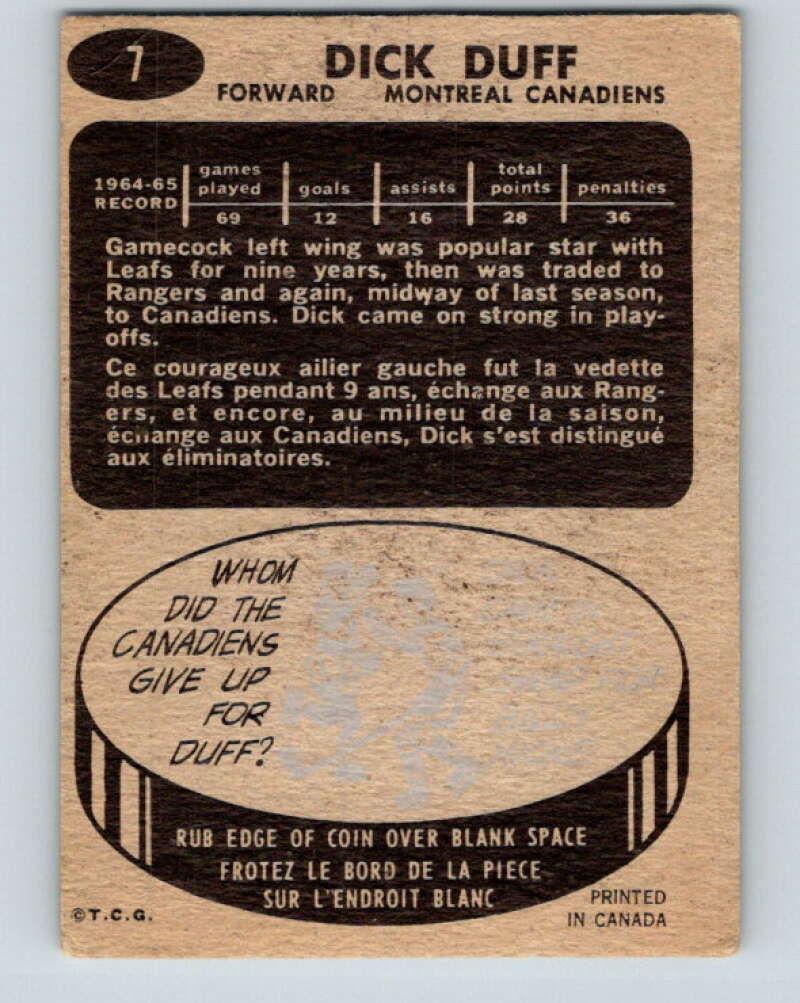 7
DICK DUFF
FORWARD MONTREAL CANADIENS
1964-65 RECORD games played goals assists total points penalties
69 12 16 28 36
Gamecock left wing was popular star with
Leafs for nine years, then was traded to
Rangers and again, midway of last season,
to Canadiens. Dick came on strong in play-
offs.
Ce courageux ailier gauche fut la vedette
des Leafs pendant 9 ans, échange aux Rang-
ers, et encore, au milieu de la saison,
échange aux Canadiens, Dick s'est distingué
aux éliminatoires.
WHOM
DID THE
CANADIENS
GIVE UP
FOR
DUFF?
RUB EDGE OF COIN OVER BLANK SPACE
FROTEZ LE BORD DE LA PIECE
SUR L'ENDROIT BLANC
©T.C.G.
PRINTED
IN CANADA